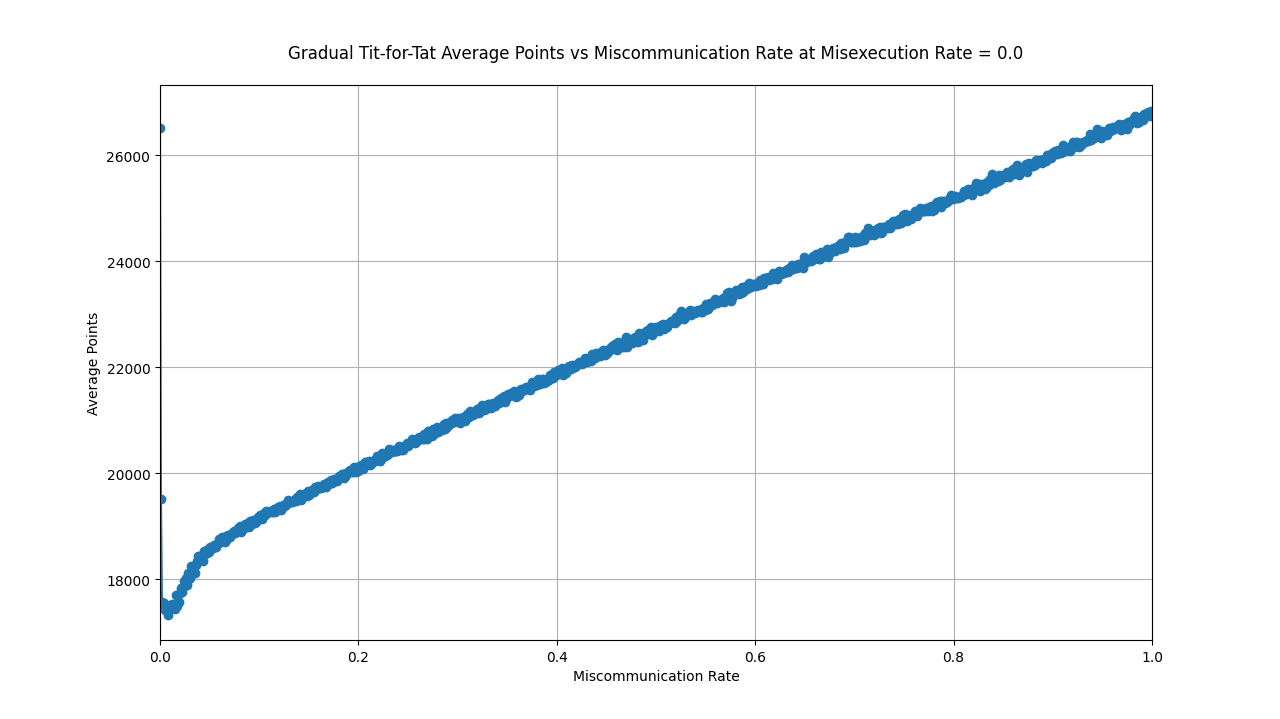 Gradual Tit-for-Tat Average Points vs Miscommunication Rate at Misexecution Rate = 0.0
26000
24000
22000
20000
18000
Average Points
0.0 0.2 0.4 0.6 0.8 1.0
Miscommunication Rate